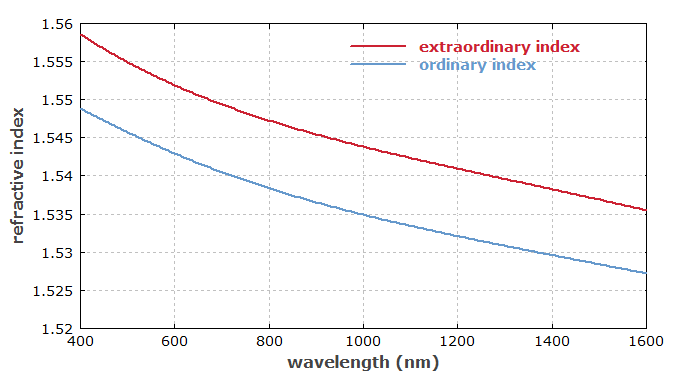 1.56
1.555
1.55
1.545
1.54
1.535
1.53
1.525
1.52
refractive index
extraordinary index
ordinary index
400 600 800 1000 1200 1400 1600
wavelength (nm)